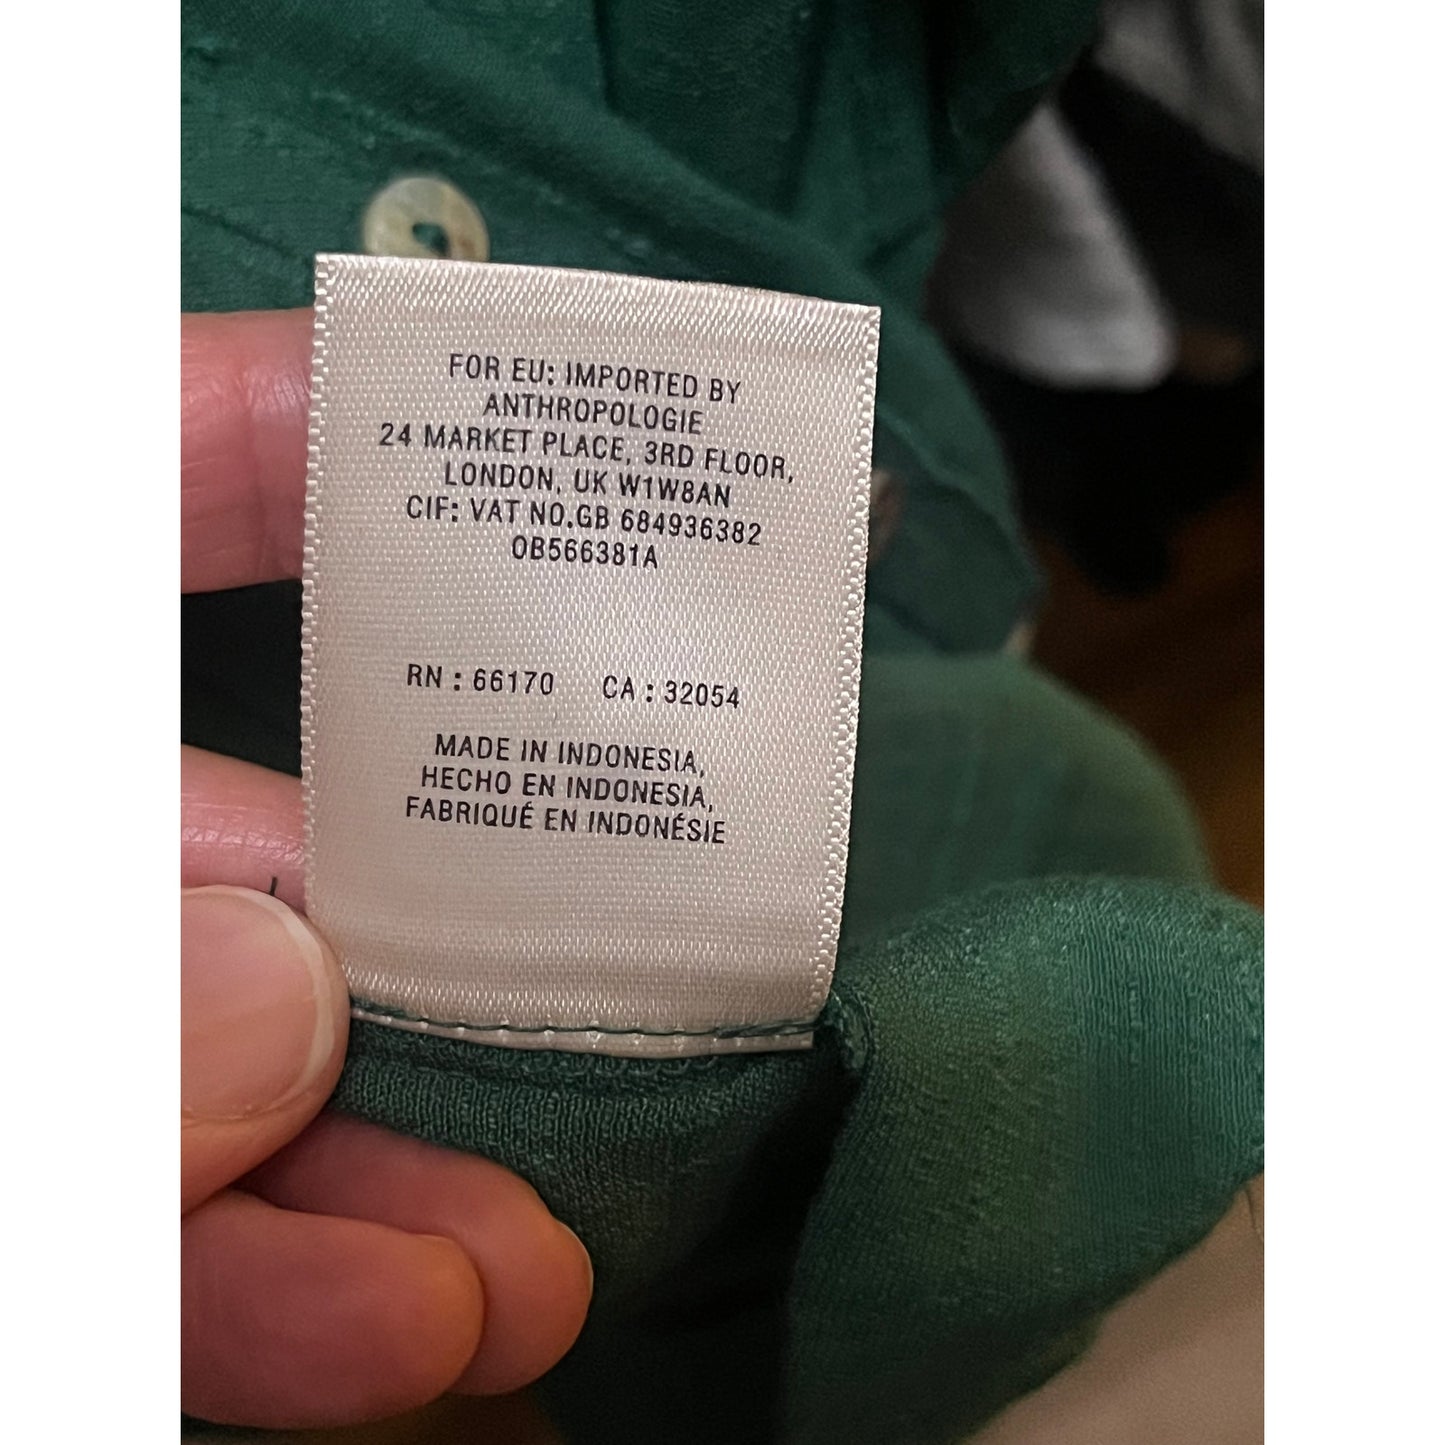 FOR EU: IMPORTED BY
ANTHROPOLOGIE
24 MARKET PLACE, 3RD FLOOR,
LONDON, UK W1W8AN
CIF: VAT NO.GB 684936382
0B566381A
RN : 66170 CA : 32054
MADE IN INDONESIA,
HECHO EN INDONESIA,
FABRIQUÉ EN INDONÉSIE